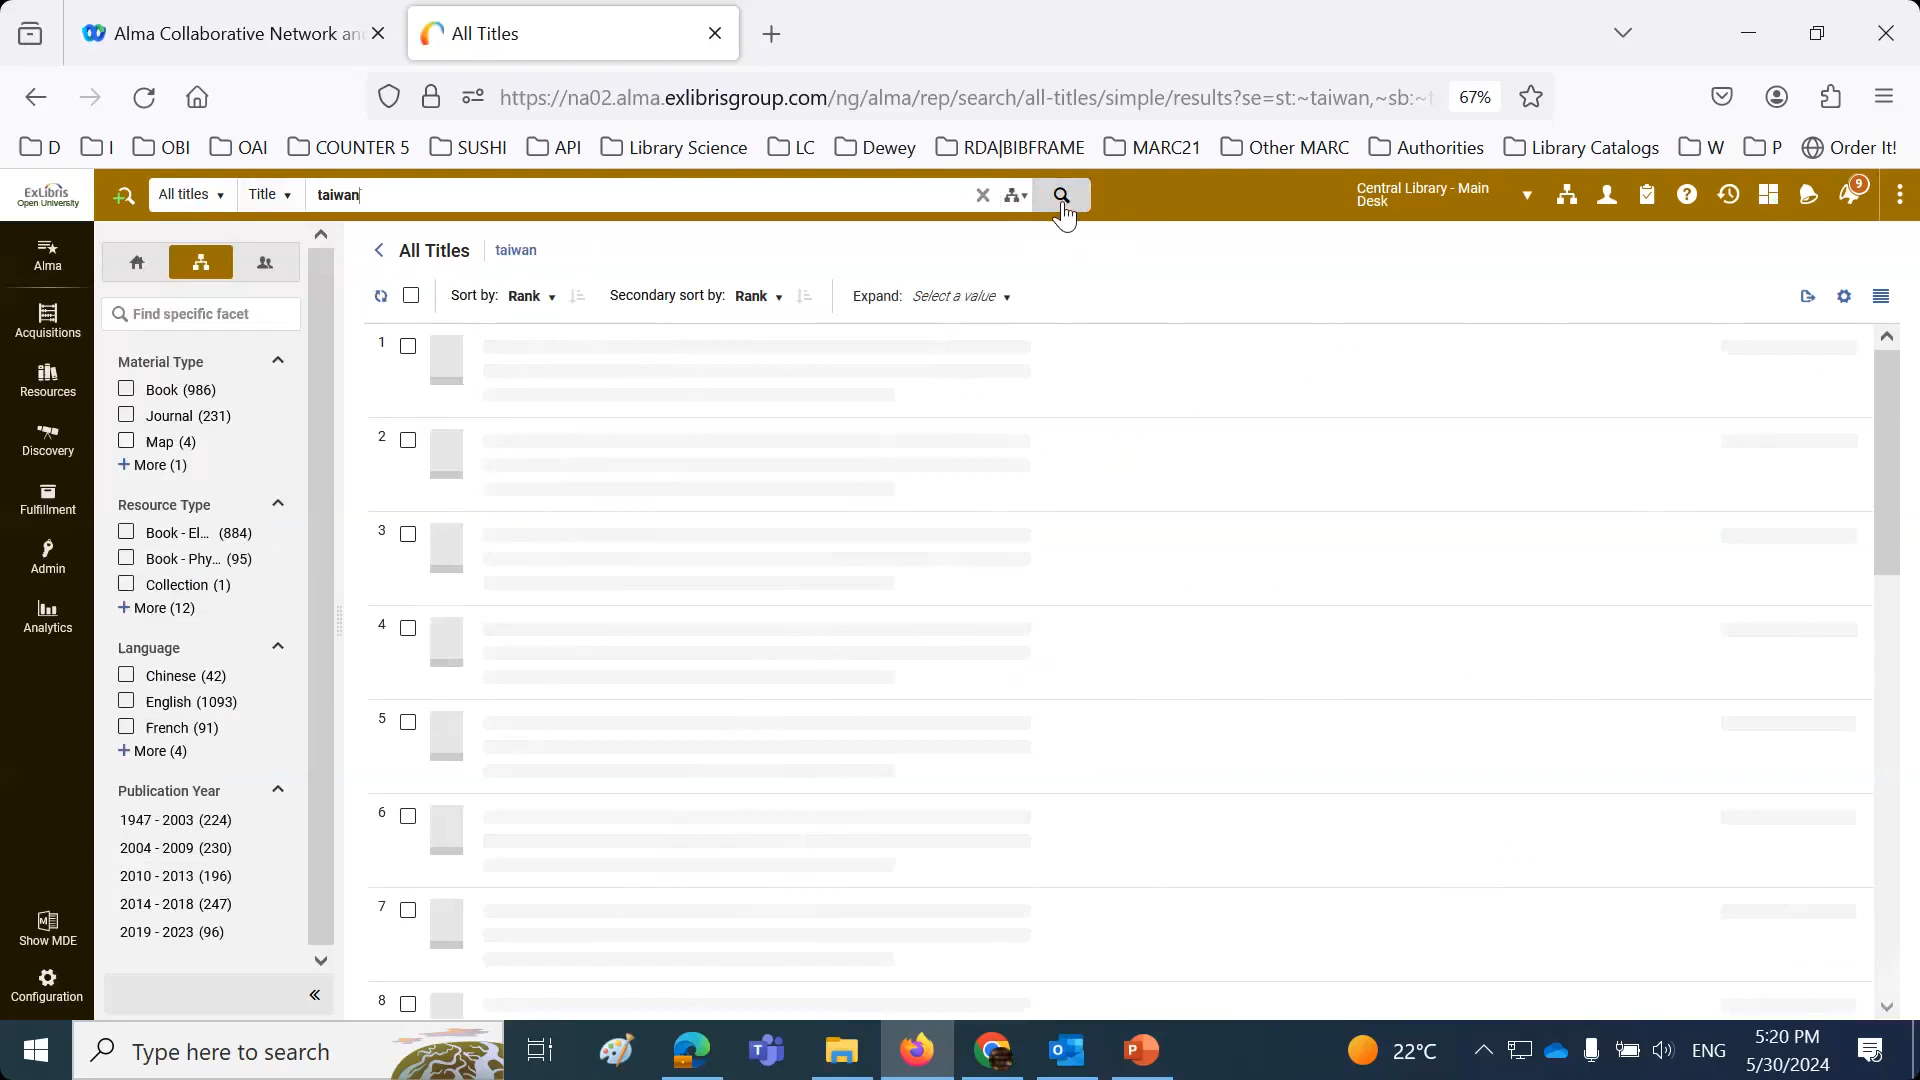 Alma Collaborative Network an
All Titles
https://na02.alma.exlibrisgroup.com/ng/alma/rep/search/all-titles/simple/results?se=st:~taiwan,~sb:~t
67%
D
I
OBI
OAI
COUNTER 5
SUSHI
API
Library Science
LC
Dewey
RDA|BIBFRAME
MARC21
Other MARC
Authorities
Library Catalogs
W
P
Order It!
ExLibris
Open University
All titles
Title
taiwan
Central Library - Main
Desk
9
Alma
Acquisitions
Resources
Discovery
Fulfillment
Admin
Analytics
Show MDE
Configuration
Find specific facet
Material Type
Book (986)
Journal (231)
Map (4)
+ More (1)
Resource Type
Book - El... (884)
Book - Phy... (95)
Collection (1)
+ More (12)
Language
Chinese (42)
English (1093)
French (91)
+ More (4)
Publication Year
1947 - 2003 (224)
2004 - 2009 (230)
2010 - 2013 (196)
2014 - 2018 (247)
2019 - 2023 (96)
All Titles
taiwan
Sort by: Rank
Secondary sort by: Rank
Expand: Select a value
1
2
3
4
5
6
7
8
Type here to search
22°C
ENG
5:20 PM
5/30/2024